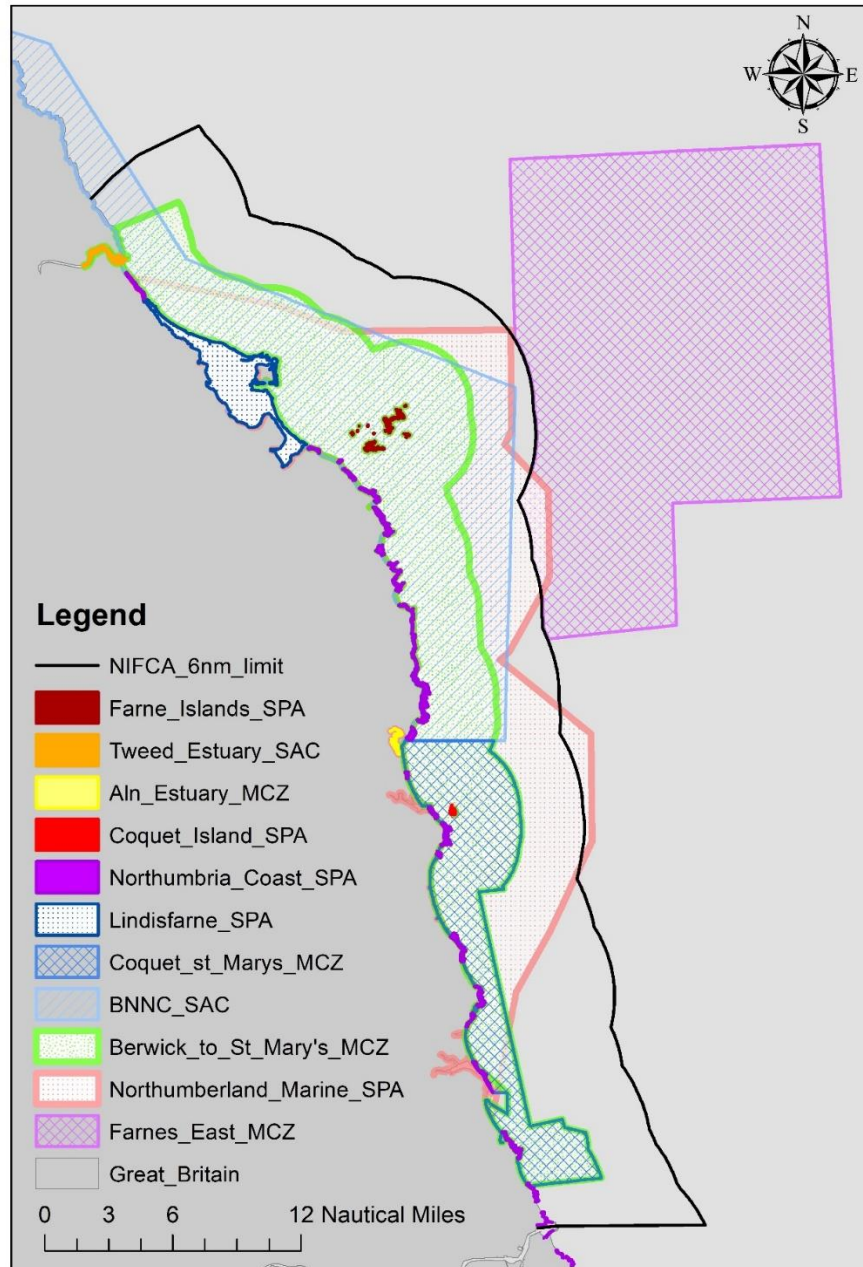 N
W E
S
Legend
NIFCA_6nm_limit
Farne_Islands_SPA
Tweed_Estuary_SAC
Aln_Estuary_MCZ
Coquet_Island_SPA
Northumbria_Coast_SPA
Lindisfarne_SPA
Coquet_st_Marys_MCZ
BNNC_SAC
Berwick_to_St_Mary's_MCZ
Northumberland_Marine_SPA
Farnes_East_MCZ
Great_Britain
0 3 6 12 Nautical Miles